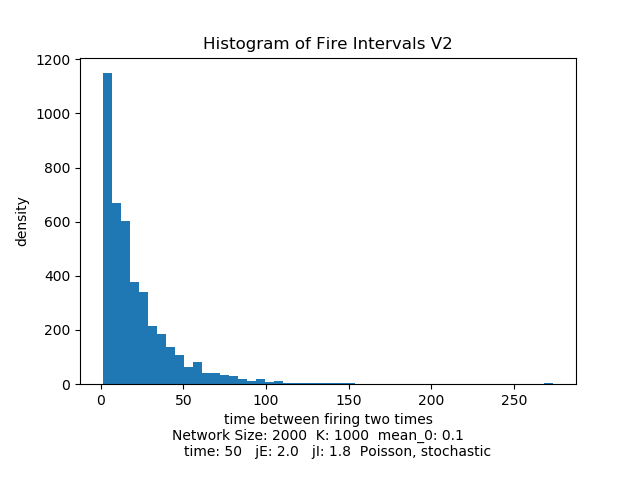 Histogram of Fire Intervals V2
1200
1000
800
600
400
200
0
density
0 50 100 150 200 250
time between firing two times
Network Size: 2000 K: 1000 mean_0: 0.1
time: 50 jE: 2.0 jI: 1.8 Poisson, stochastic